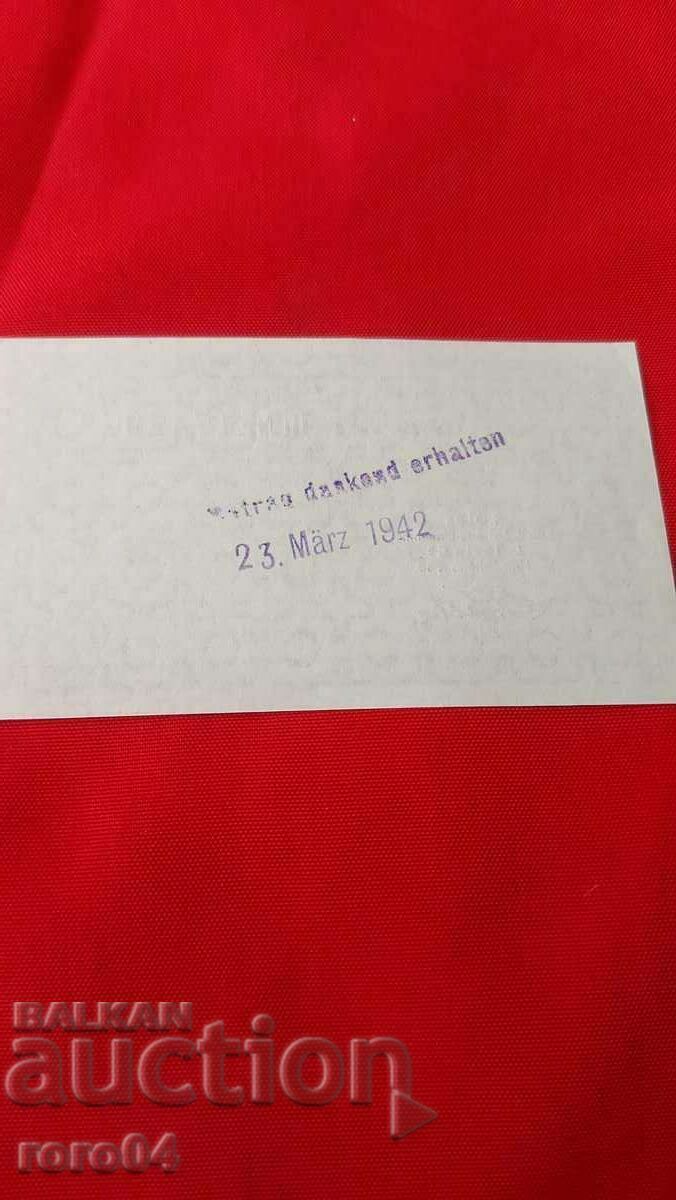 dankend erhalten
23. März 1942
BALKAN
auction
roro04